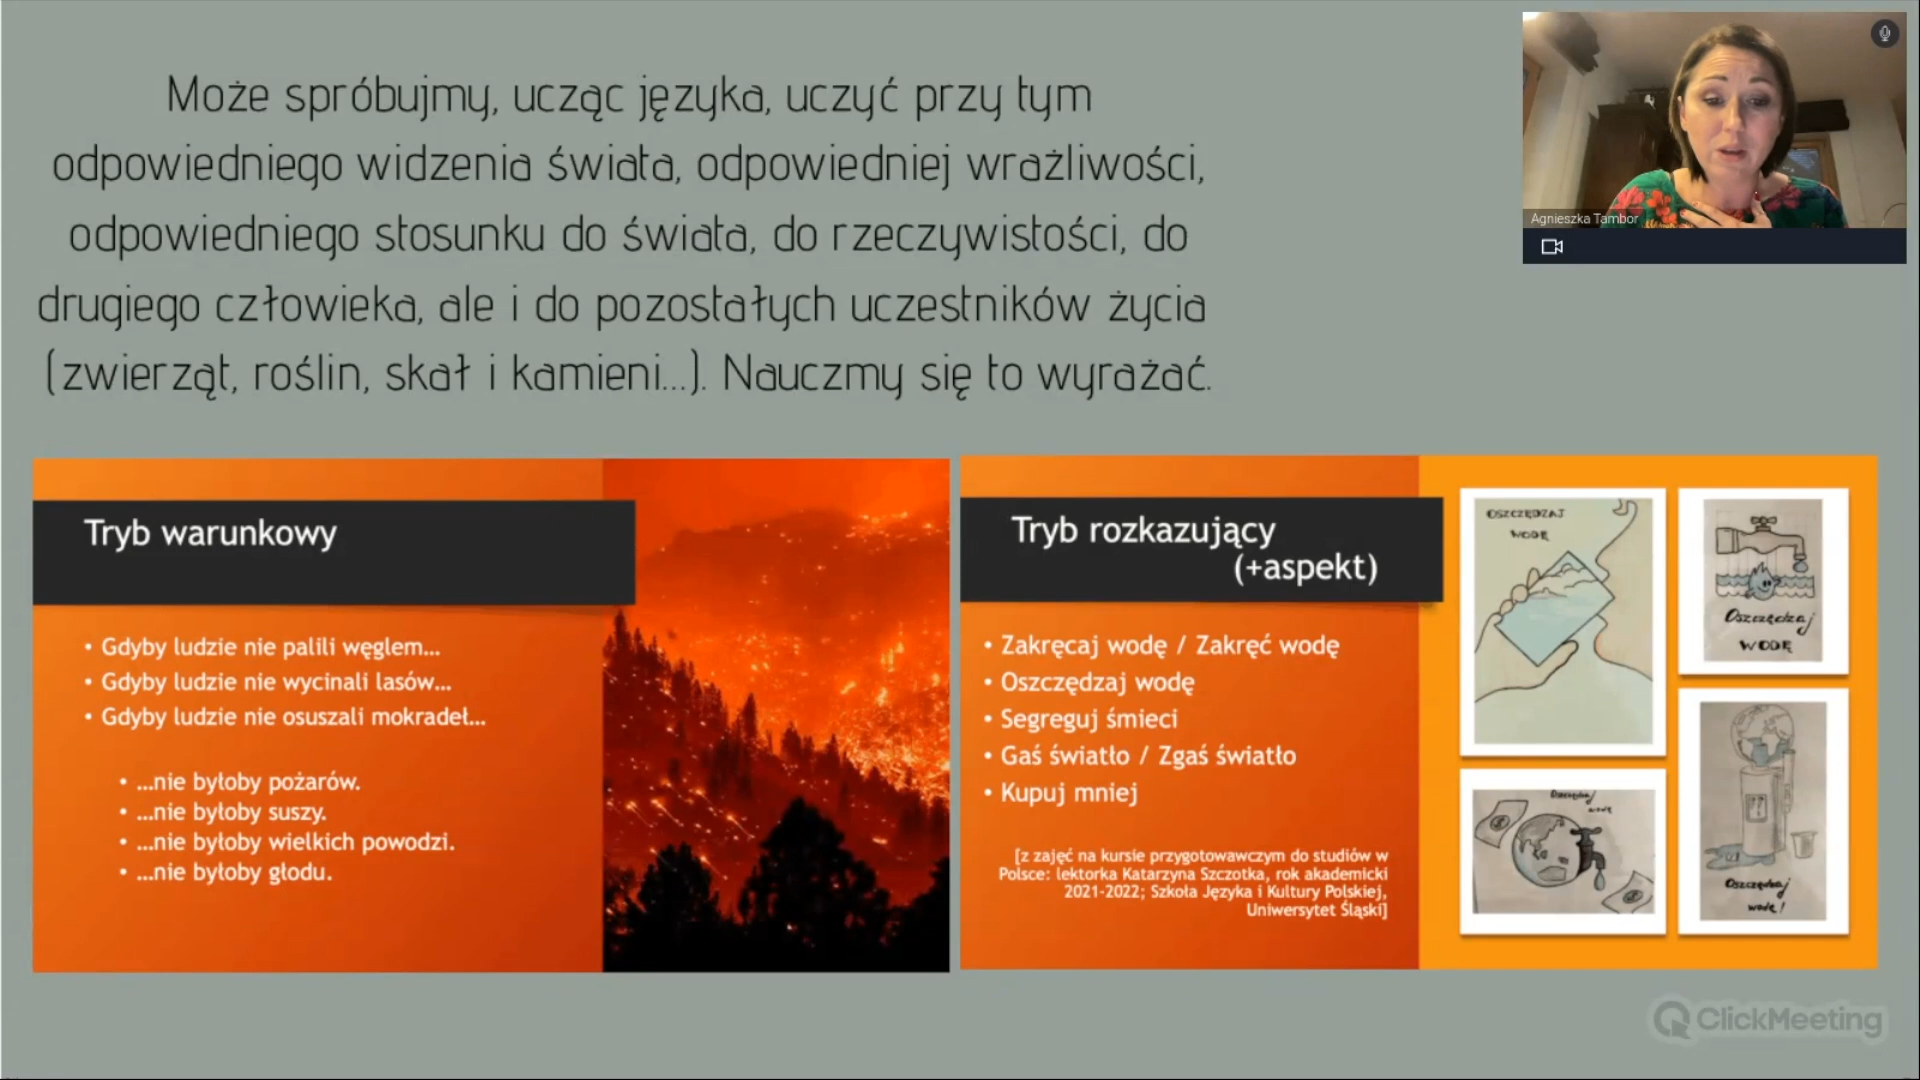 Może spróbujmy, ucząc języka, uczyć przy tym
odpowiedniego widzenia świata, odpowiedniej wrażliwości,
odpowiedniego stosunku do świata, do rzeczywistości, do
drugiego człowieka, ale i do pozostałych uczestników życia
(zwierząt, roślin, skał i kamieni...). Nauczmy się to wyrażać.
Agnieszka Tambor
Tryb warunkowy
• Gdyby ludzie nie palili węglem...
• Gdyby ludzie nie wycinali lasów...
• Gdyby ludzie nie osuszali mokradeł...
• ...nie byłoby pożarów.
• ...nie byłoby suszy.
• ...nie byłoby wielkich powodzi.
• ...nie byłoby głodu.
Tryb rozkazujący
(+aspekt)
• Zakręcaj wodę / Zakręć wodę
• Oszczędzaj wodę
• Segreguj śmieci
• Gaś światło / Zgaś światło
• Kupuj mniej
[z zajęć na kursie przygotowawczym do studiów w
Polsce: lektorka Katarzyna Szczotka, rok akademicki
2021-2022; Szkoła Języka i Kultury Polskiej,
Uniwersytet Śląski]
OSZCZĘDZAJ
WODĘ
Oszczędzaj
WODĘ
Oszczędzaj
wodę
Oszczędzaj
wodę!
ClickMeeting